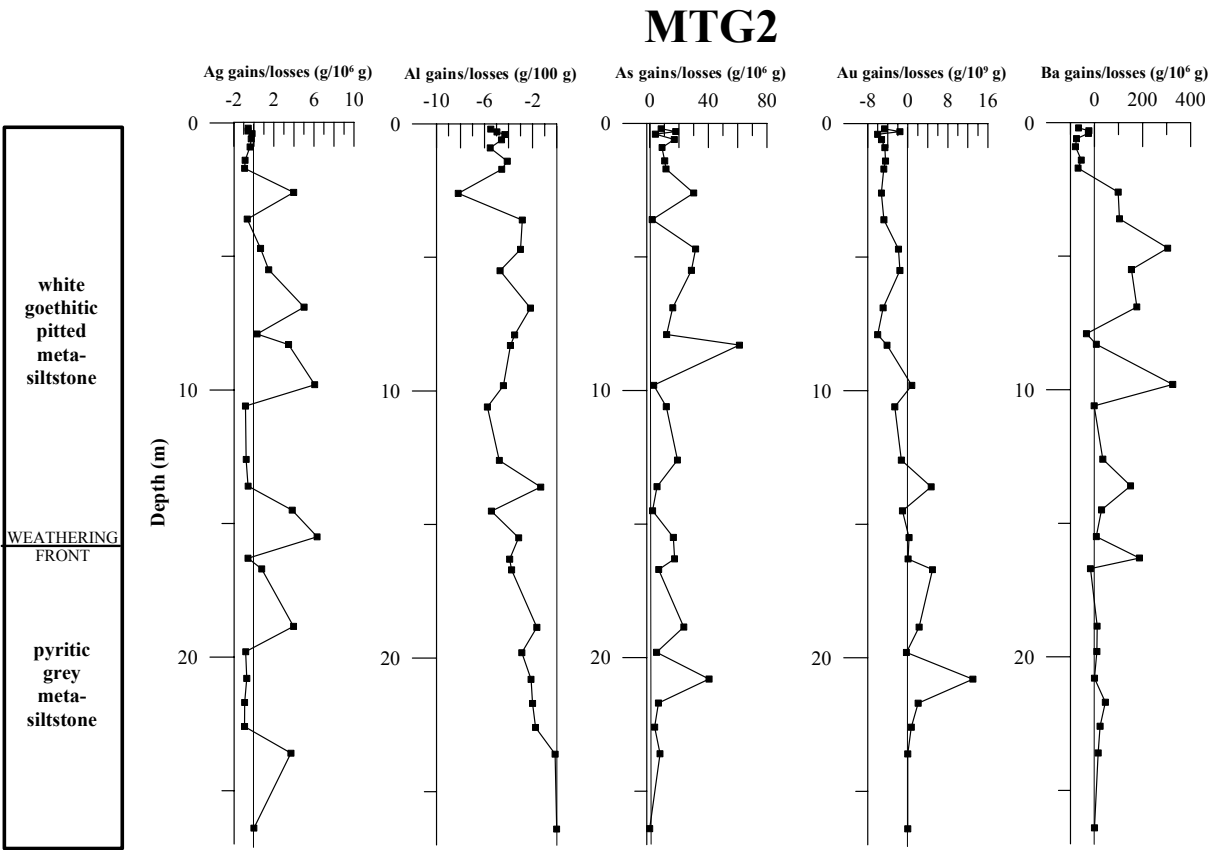 MTG2
Ag gains/losses (g/10⁶ g)
-2 2 6 10
Al gains/losses (g/100 g)
-10 -6 -2
As gains/losses (g/10⁶ g)
0 40 80
Au gains/losses (g/10⁹ g)
-8 0 8 16
Ba gains/losses (g/10⁶ g)
0 200 400
white
goethitic
pitted
meta-
siltstone
WEATHERING
FRONT
pyritic
grey
meta-
siltstone
Depth (m)
0
10
20
0
10
20
0
10
20
0
10
20
0
10
20